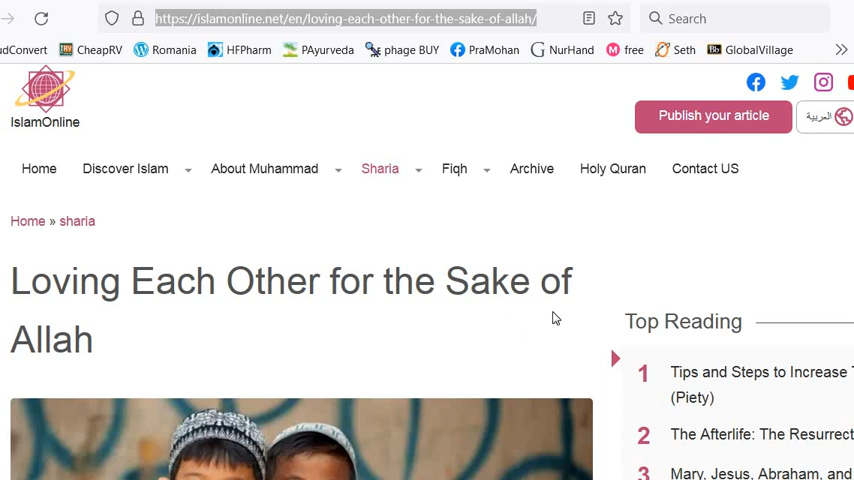 https://islamonline.net/en/loving-each-other-for-the-sake-of-allah/
Search
udConvert CheapRV Romania HFPharm PAyurveda phage BUY PraMohan NurHand free Seth GlobalVillage
IslamOnline
Publish your article
العربية
Home Discover Islam About Muhammad Sharia Fiqh Archive Holy Quran Contact US
Home » sharia
Loving Each Other for the Sake of
Allah
Top Reading
1 Tips and Steps to Increase
(Piety)
2 The Afterlife: The Resurrect
3 Mary, Jesus, Abraham, and